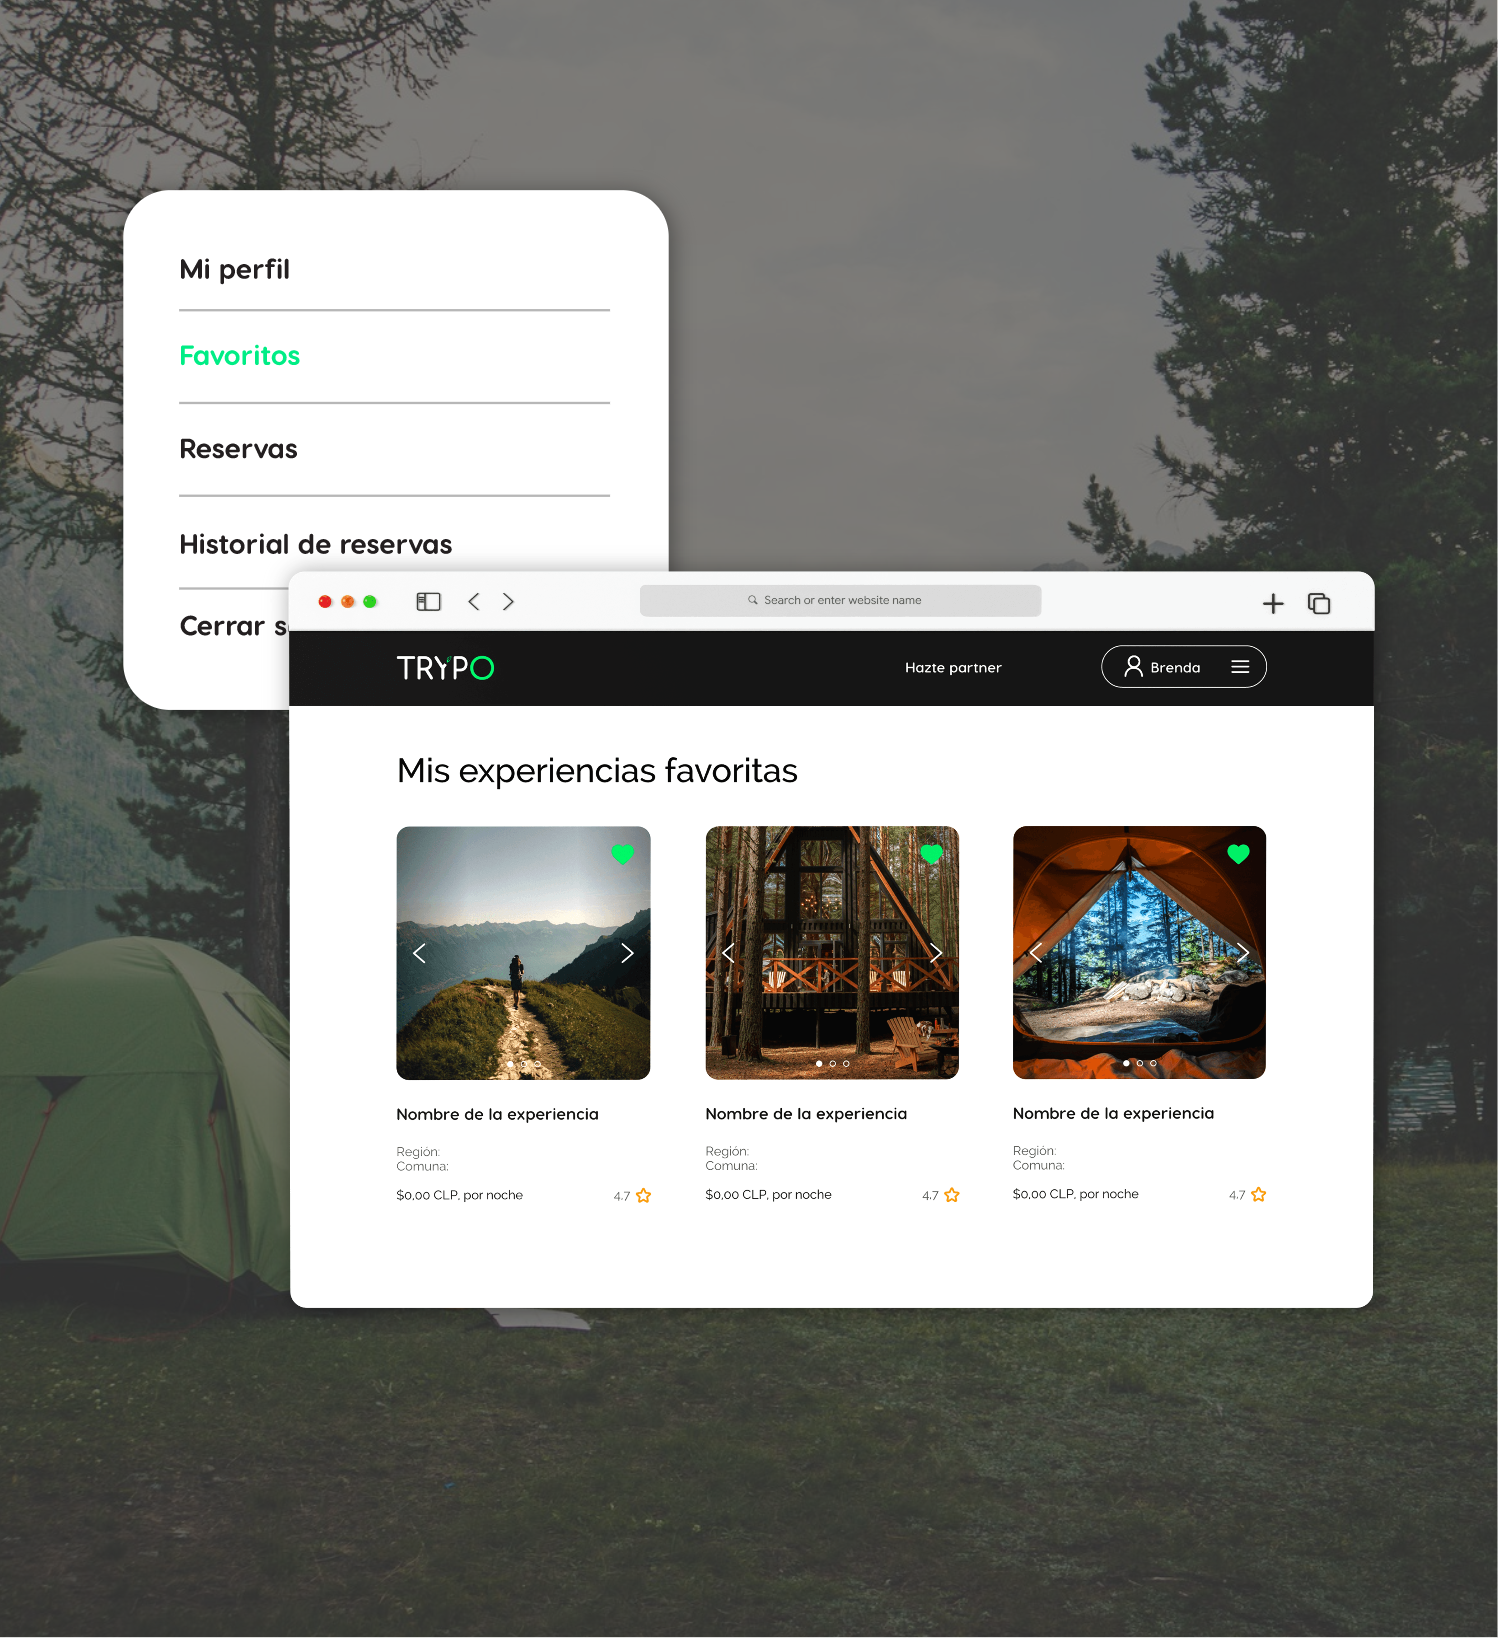 Mi perfil
Favoritos
Reservas
Historial de reservas
Cerrar s
Search or enter website name
TRYPO
Hazte partner
Brenda
Mis experiencias favoritas
Nombre de la experiencia
Región:
Comuna:
$0,00 CLP, por noche
4.7
Nombre de la experiencia
Región:
Comuna:
$0,00 CLP, por noche
4.7
Nombre de la experiencia
Región:
Comuna:
$0,00 CLP, por noche
4.7